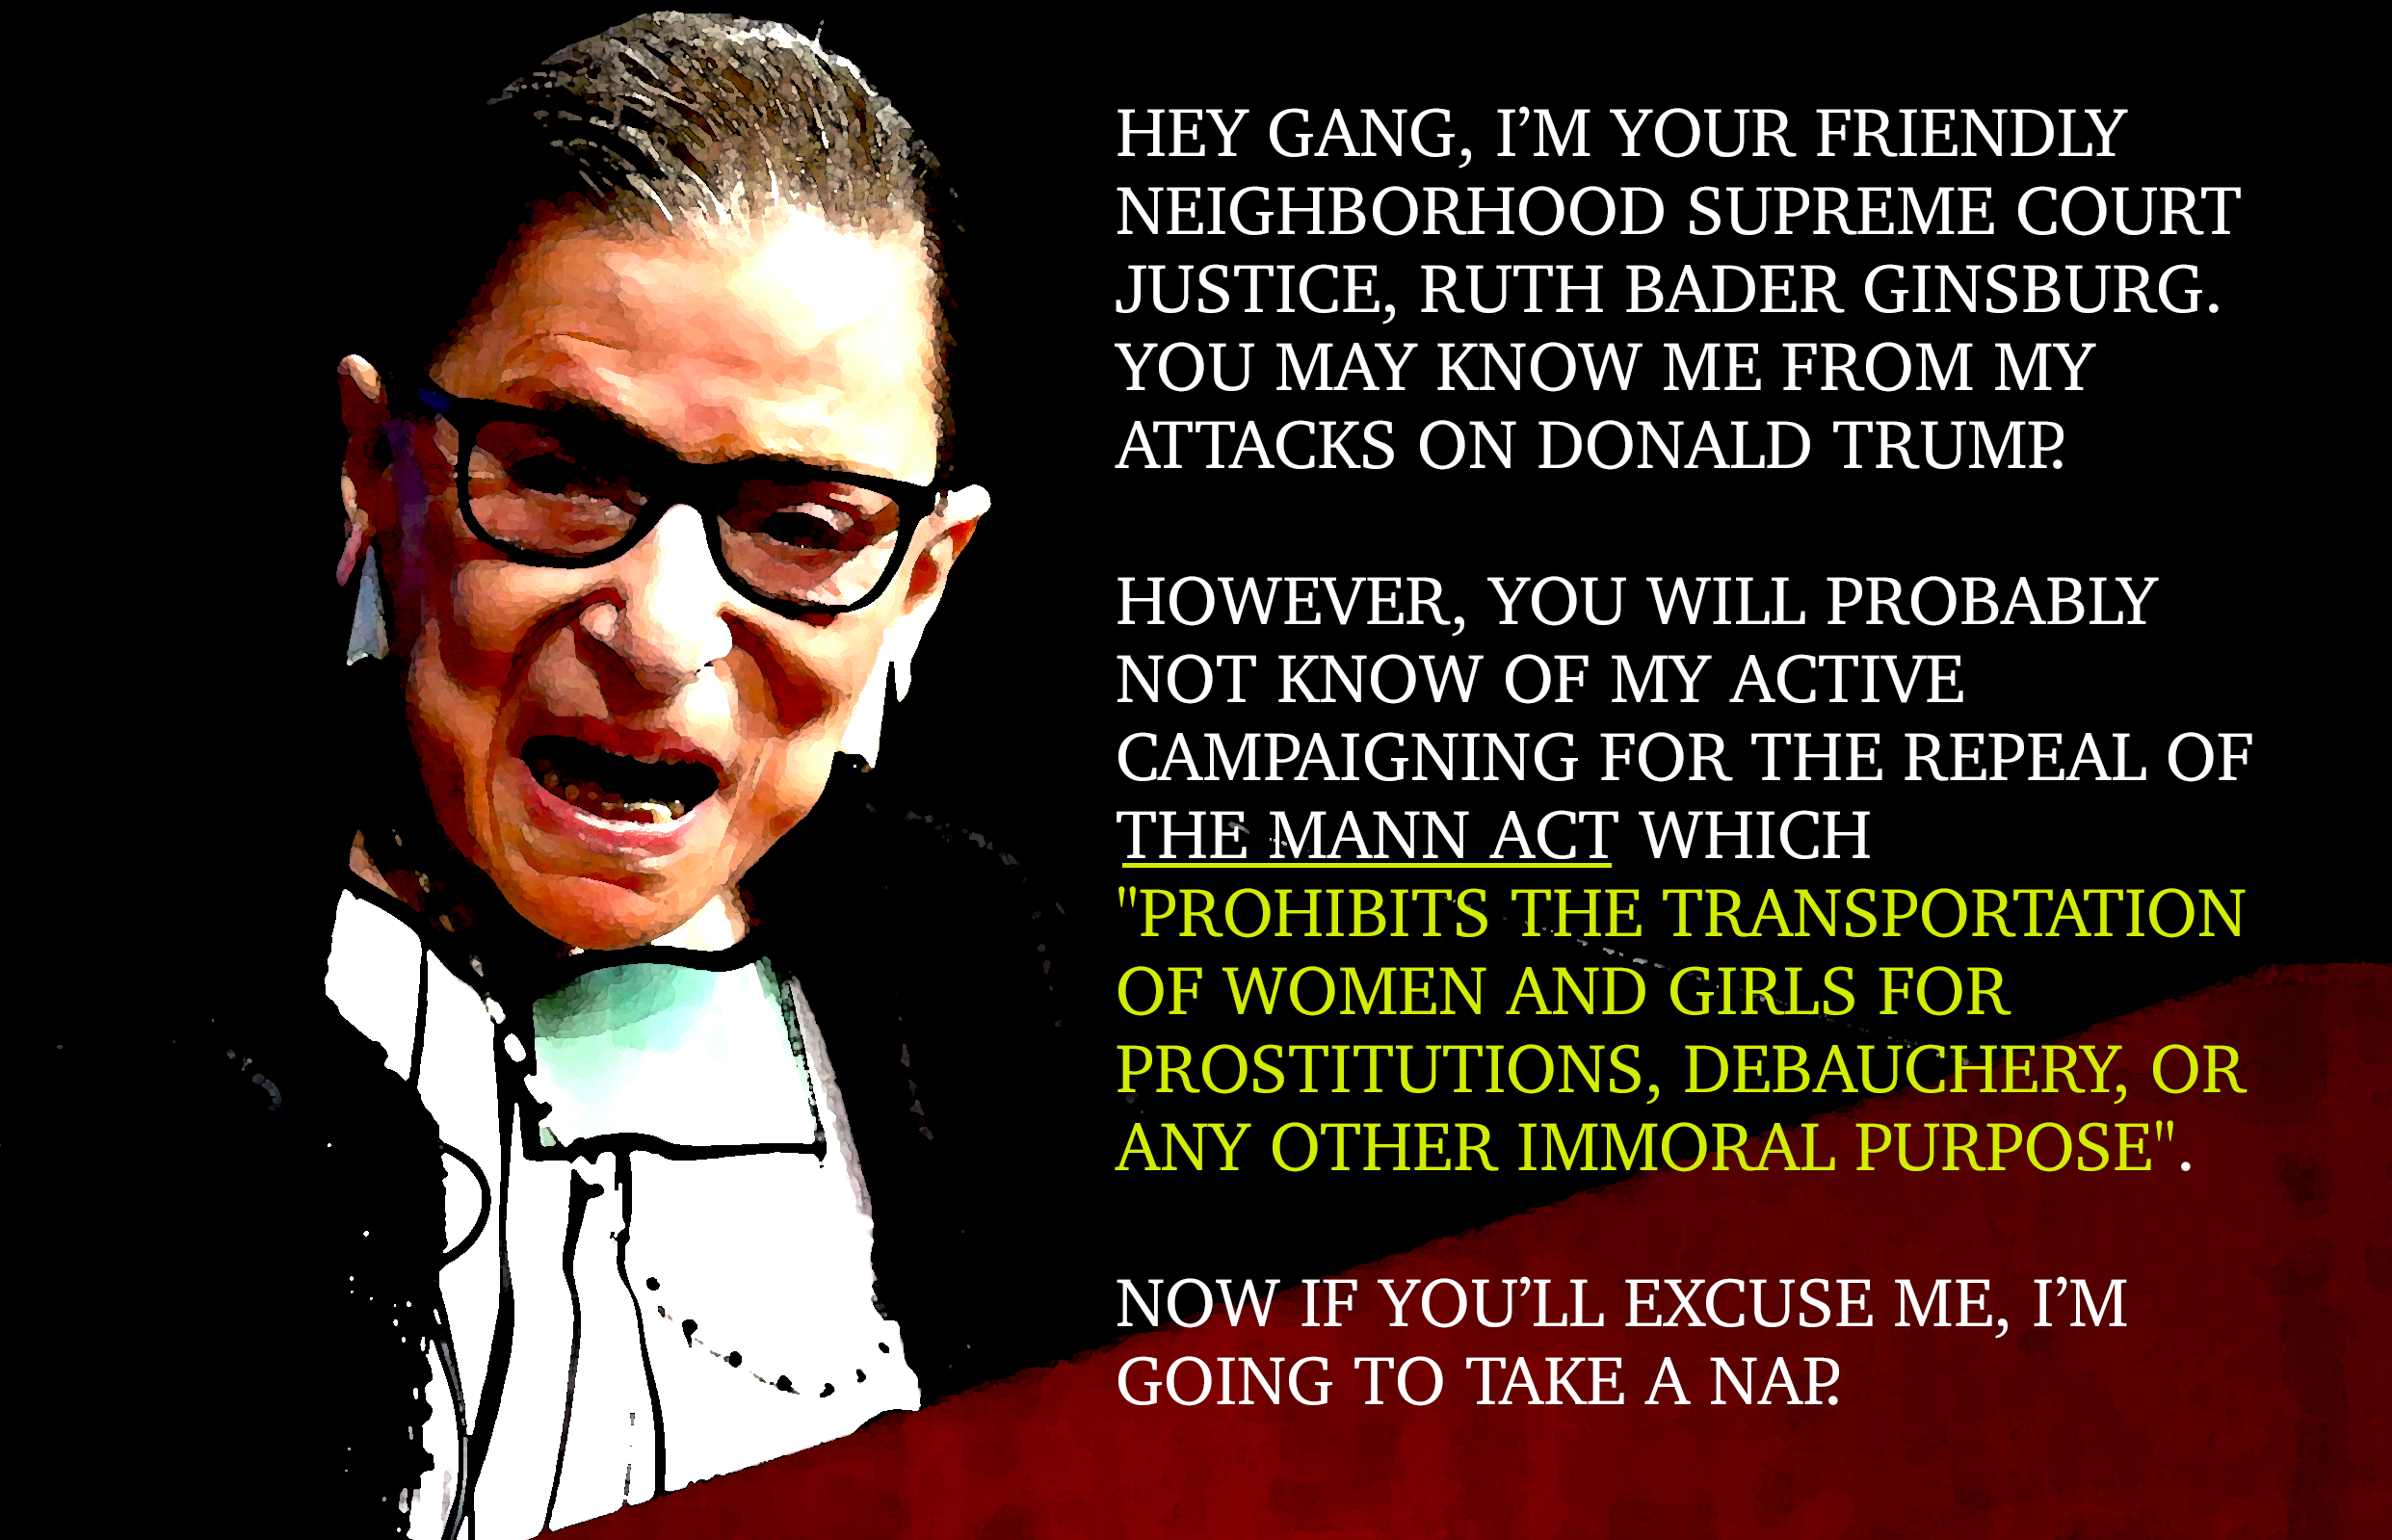 HEY GANG, I’M YOUR FRIENDLY
NEIGHBORHOOD SUPREME COURT
JUSTICE, RUTH BADER GINSBURG.
YOU MAY KNOW ME FROM MY
ATTACKS ON DONALD TRUMP.
HOWEVER, YOU WILL PROBABLY
NOT KNOW OF MY ACTIVE
CAMPAIGNING FOR THE REPEAL OF
THE MANN ACT WHICH
"PROHIBITS THE TRANSPORTATION
OF WOMEN AND GIRLS FOR
PROSTITUTIONS, DEBAUCHERY, OR
ANY OTHER IMMORAL PURPOSE".
NOW IF YOU’LL EXCUSE ME, I’M
GOING TO TAKE A NAP.